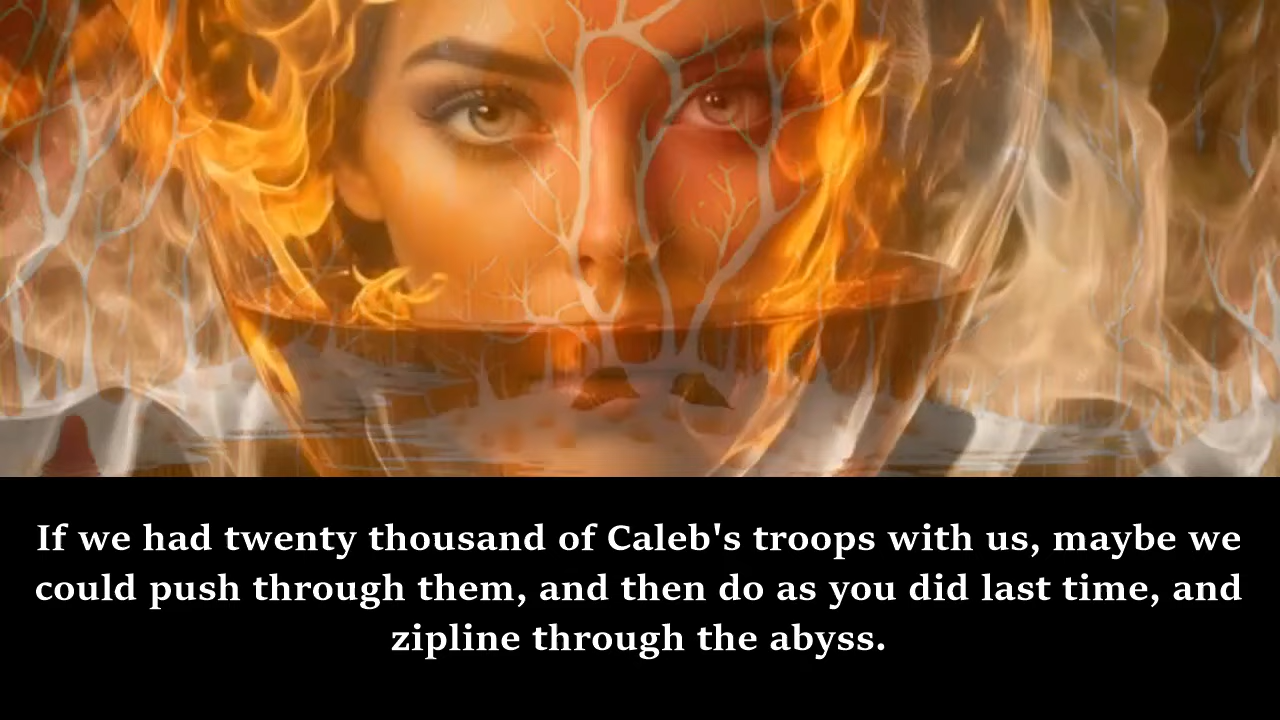 If we had twenty thousand of Caleb's troops with us, maybe we
could push through them, and then do as you did last time, and
zipline through the abyss.